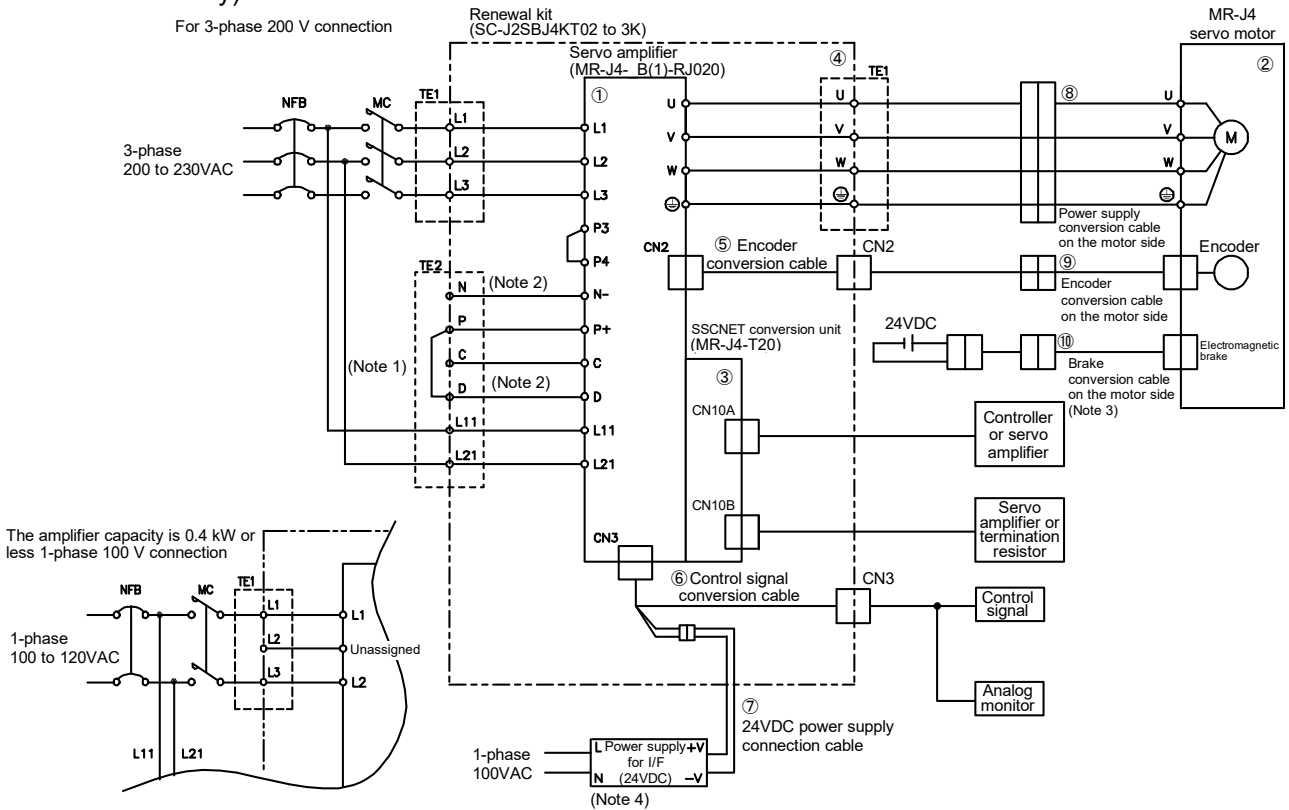 y)
For 3-phase 200 V connection
Renewal kit
(SC-J2SBJ4KT02 to 3K)
MR-J4
servo motor
Servo amplifier
(MR-J4-_B(1)-RJ020)
①
②
④
TE1
NFB
MC
TE1
L1
L2
L3
3-phase
200 to 230VAC
L1
L2
L3
P3
P4
N-
P+
C
D
L11
L21
U
V
W
U
V
W
⑧
U
V
W
M
Power supply
conversion cable
on the motor side
TE2
N
(Note 2)
P
C
(Note 1)
D
(Note 2)
L11
L21
CN2
⑤ Encoder
conversion cable
CN2
⑨
Encoder
conversion cable
on the motor side
Encoder
24VDC
⑩
Brake
conversion cable
on the motor side
(Note 3)
Electromagnetic
brake
SSCNET conversion unit
(MR-J4-T20)
③
CN10A
Controller
or servo
amplifier
CN10B
Servo
amplifier or
termination
resistor
CN3
⑥ Control signal
conversion cable
CN3
Control
signal
Analog
monitor
⑦
24VDC power supply
connection cable
1-phase
100VAC
L Power supply +V
for I/F
N (24VDC) -V
(Note 4)
The amplifier capacity is 0.4 kW or
less 1-phase 100 V connection
NFB
MC
TE1
L1
L2
L3
L1
Unassigned
L2
1-phase
100 to 120VAC
L11
L21